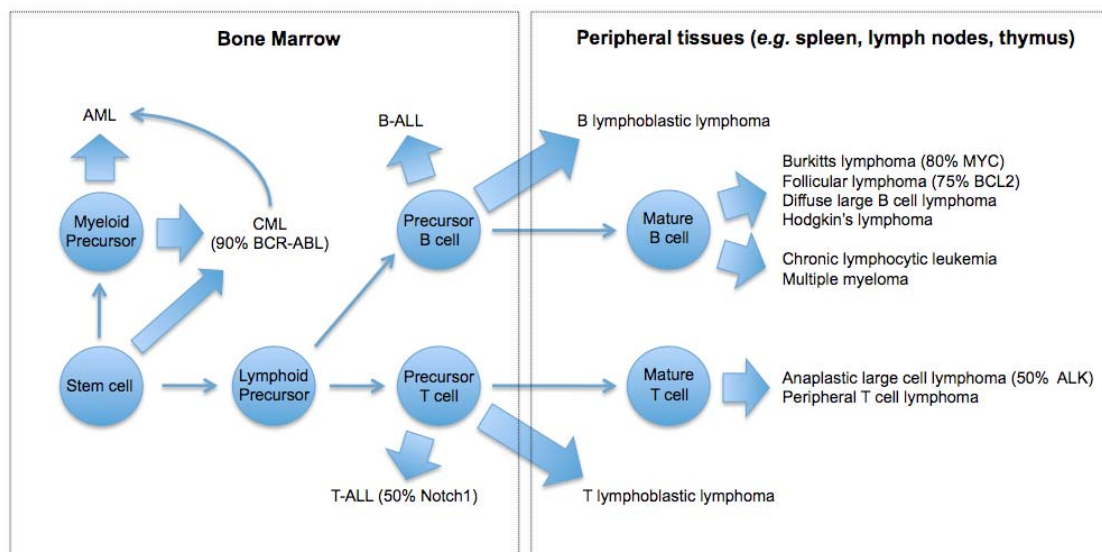 Bone Marrow
Peripheral tissues (e.g. spleen, lymph nodes, thymus)
AML
B-ALL
B lymphoblastic lymphoma
Myeloid
Precursor
CML
(90% BCR-ABL)
Precursor
B cell
Mature
B cell
Burkitts lymphoma (80% MYC)
Follicular lymphoma (75% BCL2)
Diffuse large B cell lymphoma
Hodgkin's lymphoma
Chronic lymphocytic leukemia
Multiple myeloma
Stem cell
Lymphoid
Precursor
Precursor
T cell
Mature
T cell
Anaplastic large cell lymphoma (50% ALK)
Peripheral T cell lymphoma
T-ALL (50% Notch1)
T lymphoblastic lymphoma